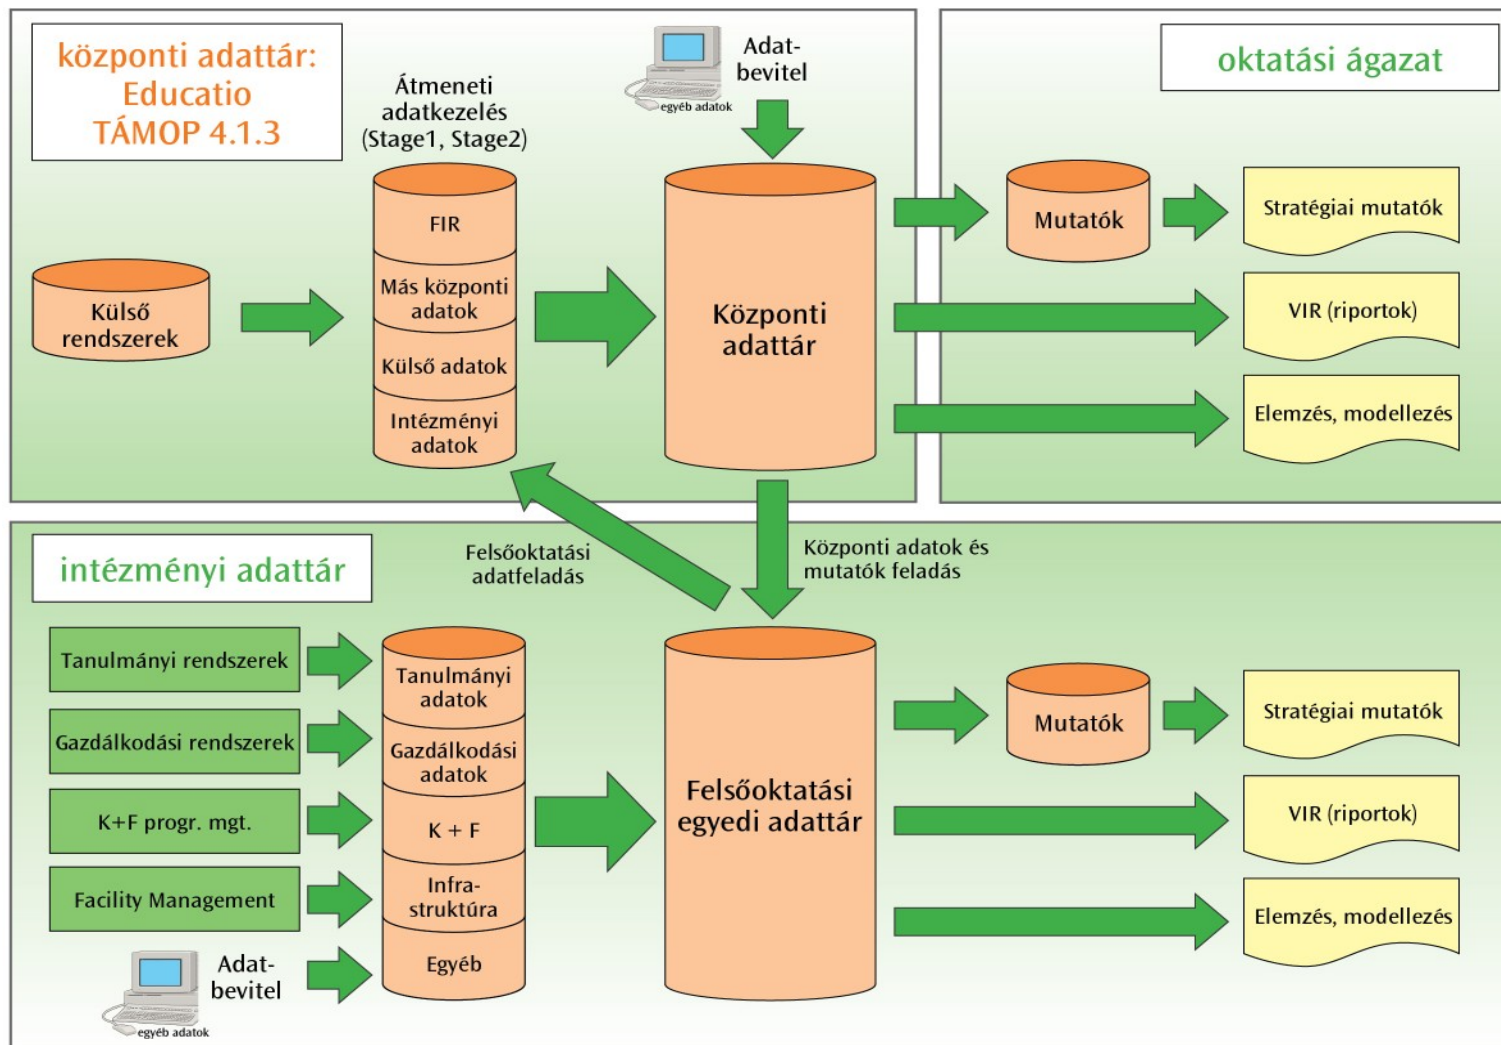 központi adattár:
Educatio
TÁMOP 4.1.3
Átmeneti
adatkezelés
(Stage1, Stage2)
Adat-
bevitel
egyéb adatok
oktatási ágazat
Külső
rendszerek
FIR
Más központi
adatok
Külső adatok
Intézményi
adatok
Központi
adattár
Mutatók
Stratégiai mutatók
VIR (riportok)
Elemzés, modellezés
Felsőoktatási
adatfeladás
Központi adatok és
mutatók feladás
intézményi adattár
Tanulmányi rendszerek
Gazdálkodási rendszerek
K+F progr. mgt.
Facility Management
Adat-
bevitel
egyéb adatok
Tanulmányi
adatok
Gazdálkodási
adatok
K + F
Infra-
struktúra
Egyéb
Felsőoktatási
egyedi adattár
Mutatók
Stratégiai mutatók
VIR (riportok)
Elemzés, modellezés